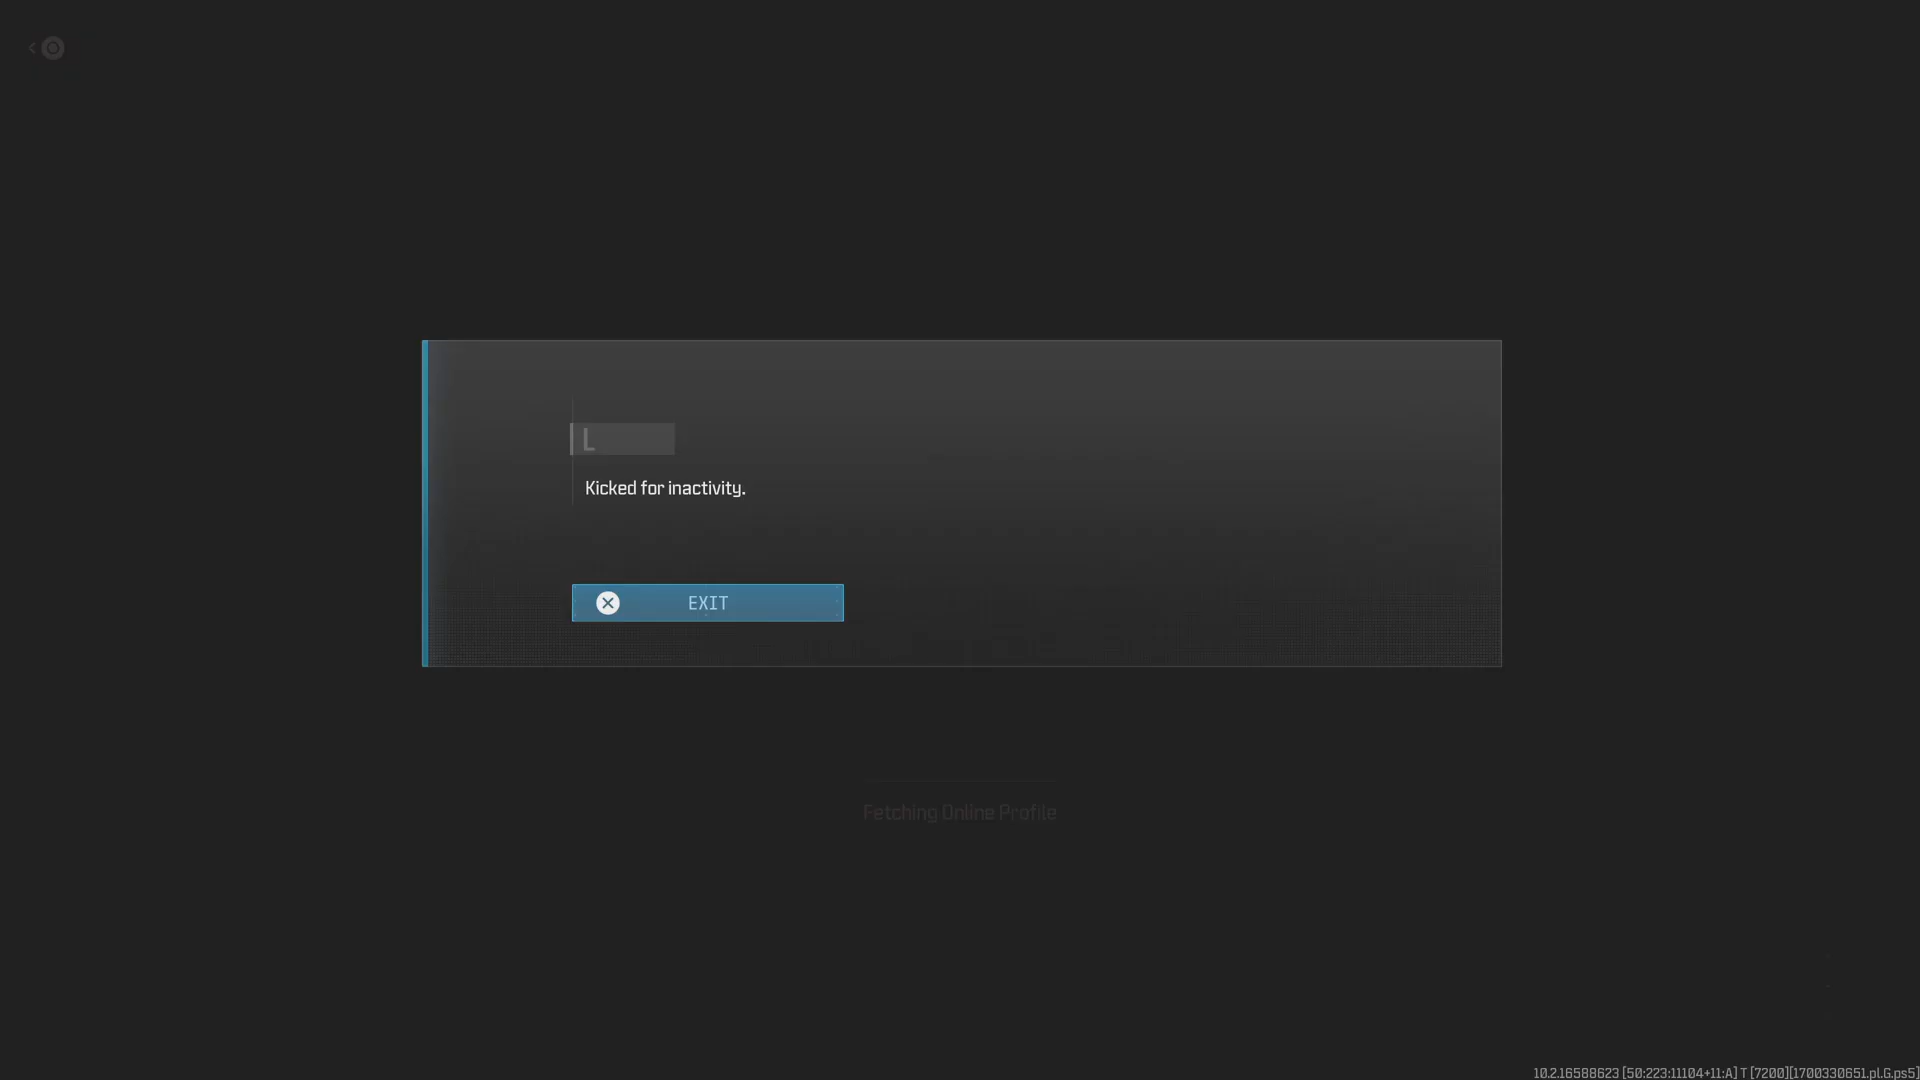 L
Kicked for inactivity.
EXIT
Fetching Online Profile
10.2.16588623 [50:223:11104+11:A] T [7200][1700330651.pl.G.ps5]